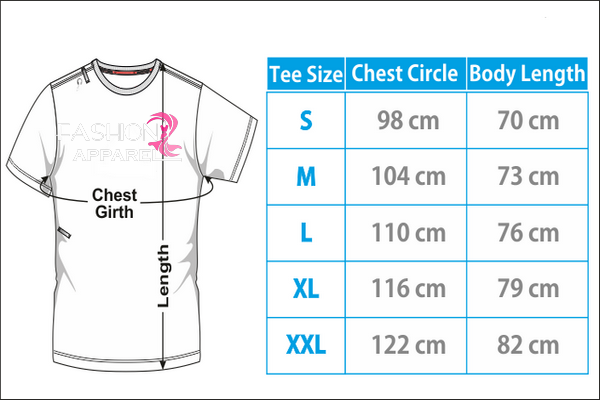 FASHION
APPAREL
Chest
Girth
Length
Tee Size Chest Circle Body Length
S 98 cm 70 cm
M 104 cm 73 cm
L 110 cm 76 cm
XL 116 cm 79 cm
XXL 122 cm 82 cm